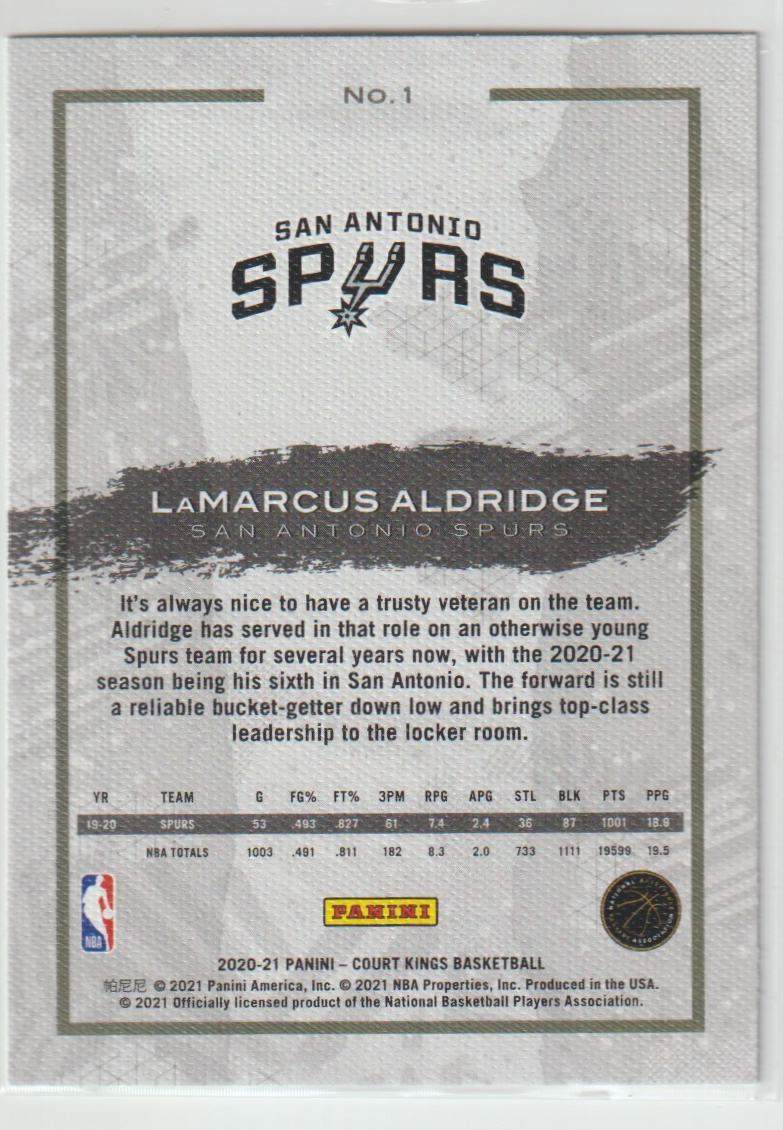 No. 1
SAN ANTONIO
SPURS
LaMARCUS ALDRIDGE
SAN ANTONIO SPURS
It's always nice to have a trusty veteran on the team.
Aldridge has served in that role on an otherwise young
Spurs team for several years now, with the 2020-21
season being his sixth in San Antonio. The forward is still
a reliable bucket-getter down low and brings top-class
leadership to the locker room.
YR TEAM G FG% FT% 3PM RPG APG STL BLK PTS PPG
19-20 SPURS 53 .493 .827 61 7.4 2.4 36 87 1001 18.9
NBA TOTALS 1003 .491 .811 182 8.3 2.0 733 1111 19599 19.5
NBA
PANINI
NATIONAL BASKETBALL
PLAYERS ASSOCIATION
2020-21 PANINI – COURT KINGS BASKETBALL
帕尼尼 © 2021 Panini America, Inc. © 2021 NBA Properties, Inc. Produced in the USA.
© 2021 Officially licensed product of the National Basketball Players Association.